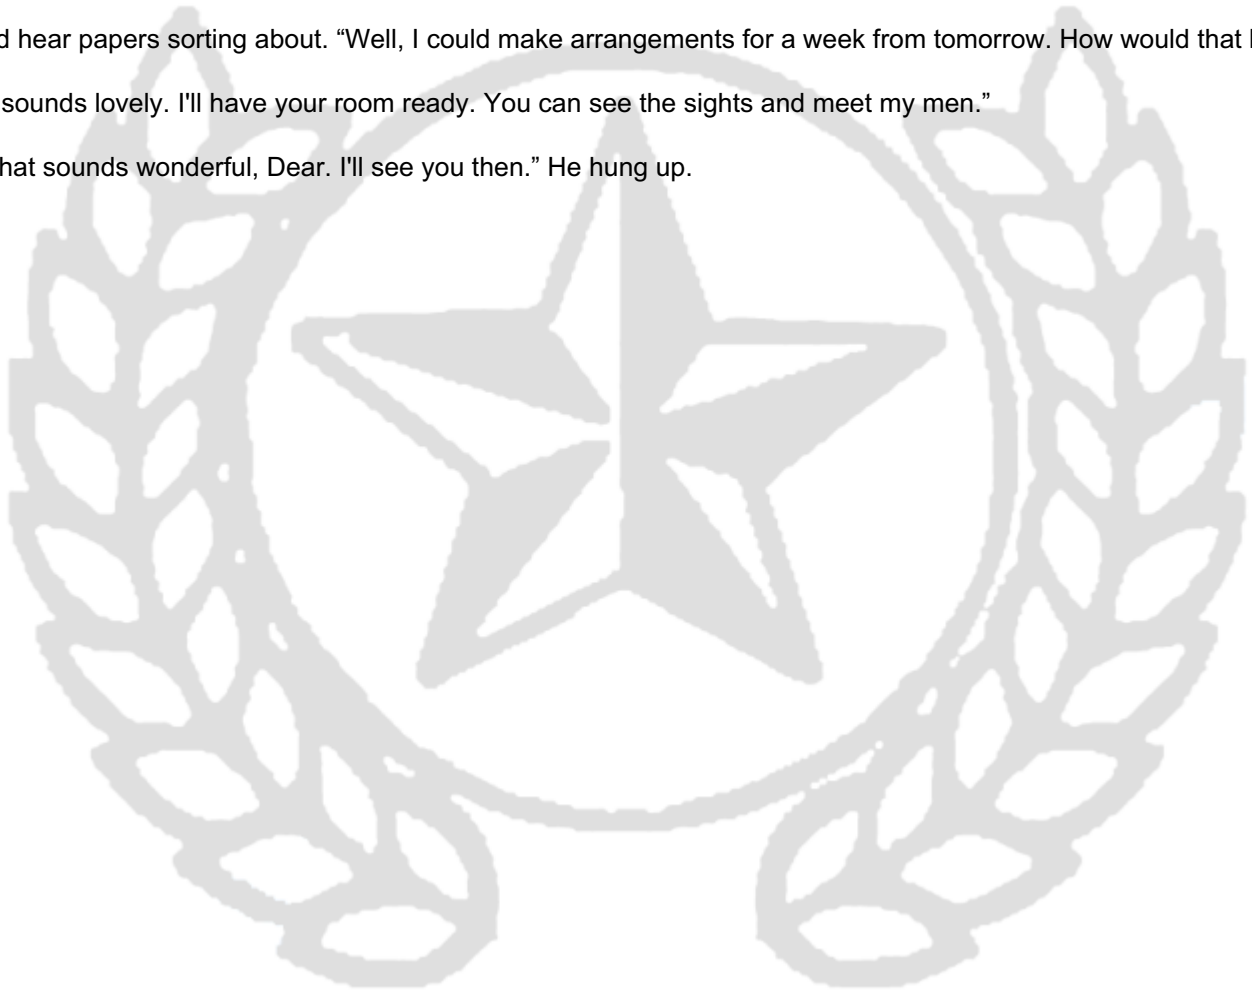 hear papers sorting about. “Well, I could make arrangements for a week from tomorrow. How would that
sounds lovely. I'll have your room ready. You can see the sights and meet my men.”
hat sounds wonderful, Dear. I'll see you then.” He hung up.